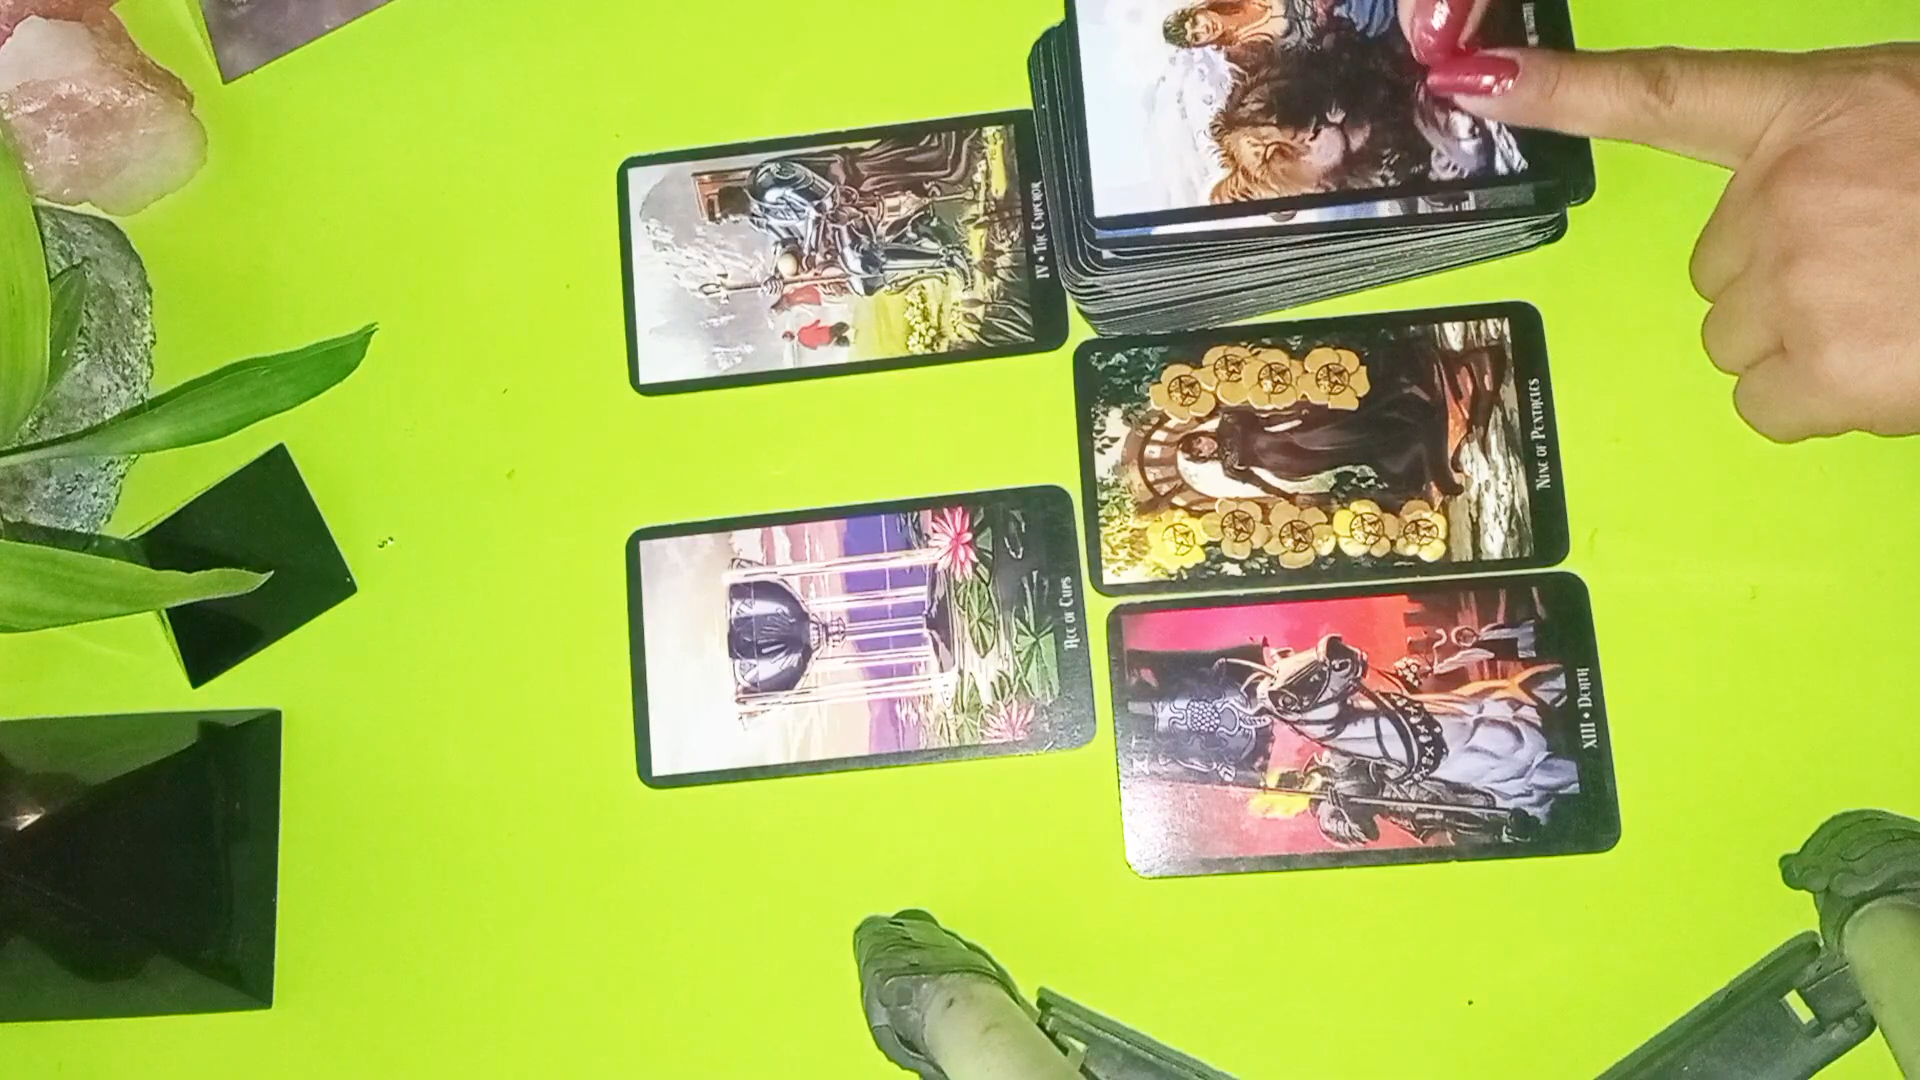 IV • The Emperor
Nine of Pentacles
Ace of Cups
XIII • Death